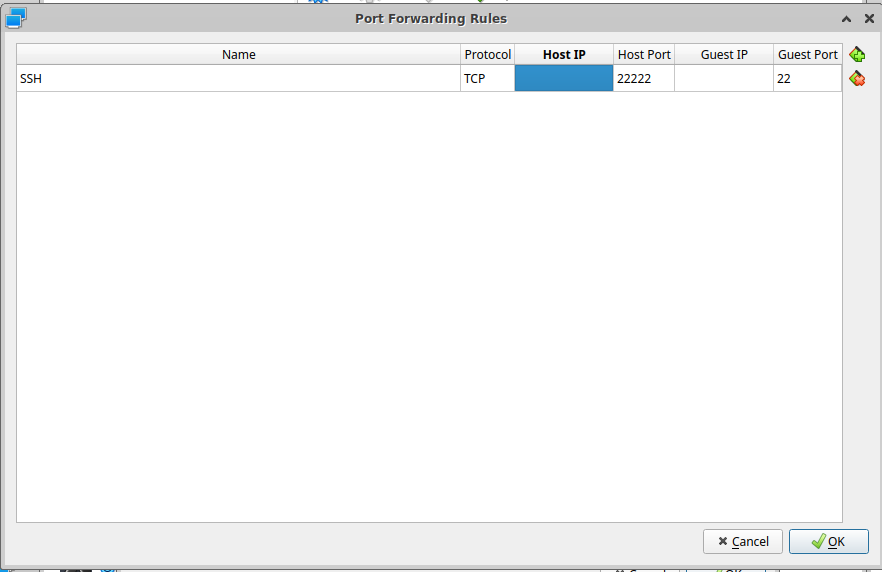 Port Forwarding Rules
Name Protocol Host IP Host Port Guest IP Guest Port
SSH TCP 22222 22
Cancel OK